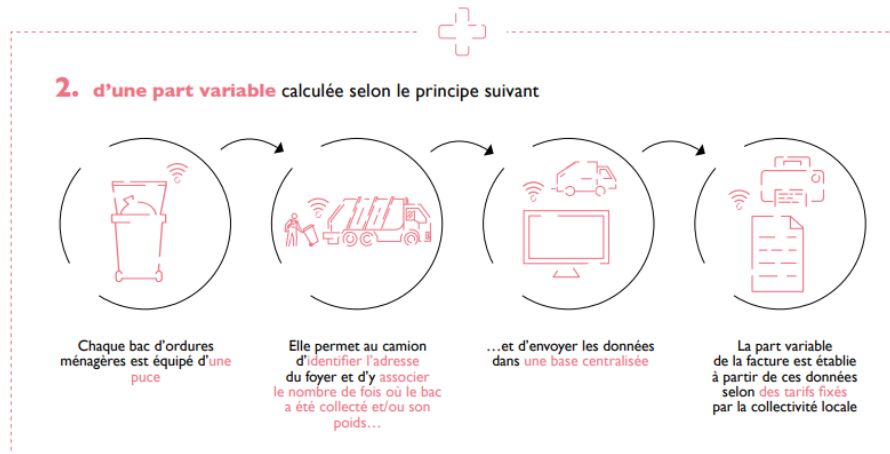 2. d'une part variable calculée selon le principe suivant
Chaque bac d'ordures
ménagères est équipé d'une
puce
Elle permet au camion
d'identifier l'adresse
du foyer et d'y associer
le nombre de fois où le bac
a été collecté et/ou son
poids…
…et d'envoyer les données
dans une base centralisée
La part variable
de la facture est établie
à partir de ces données
selon des tarifs fixés
par la collectivité locale